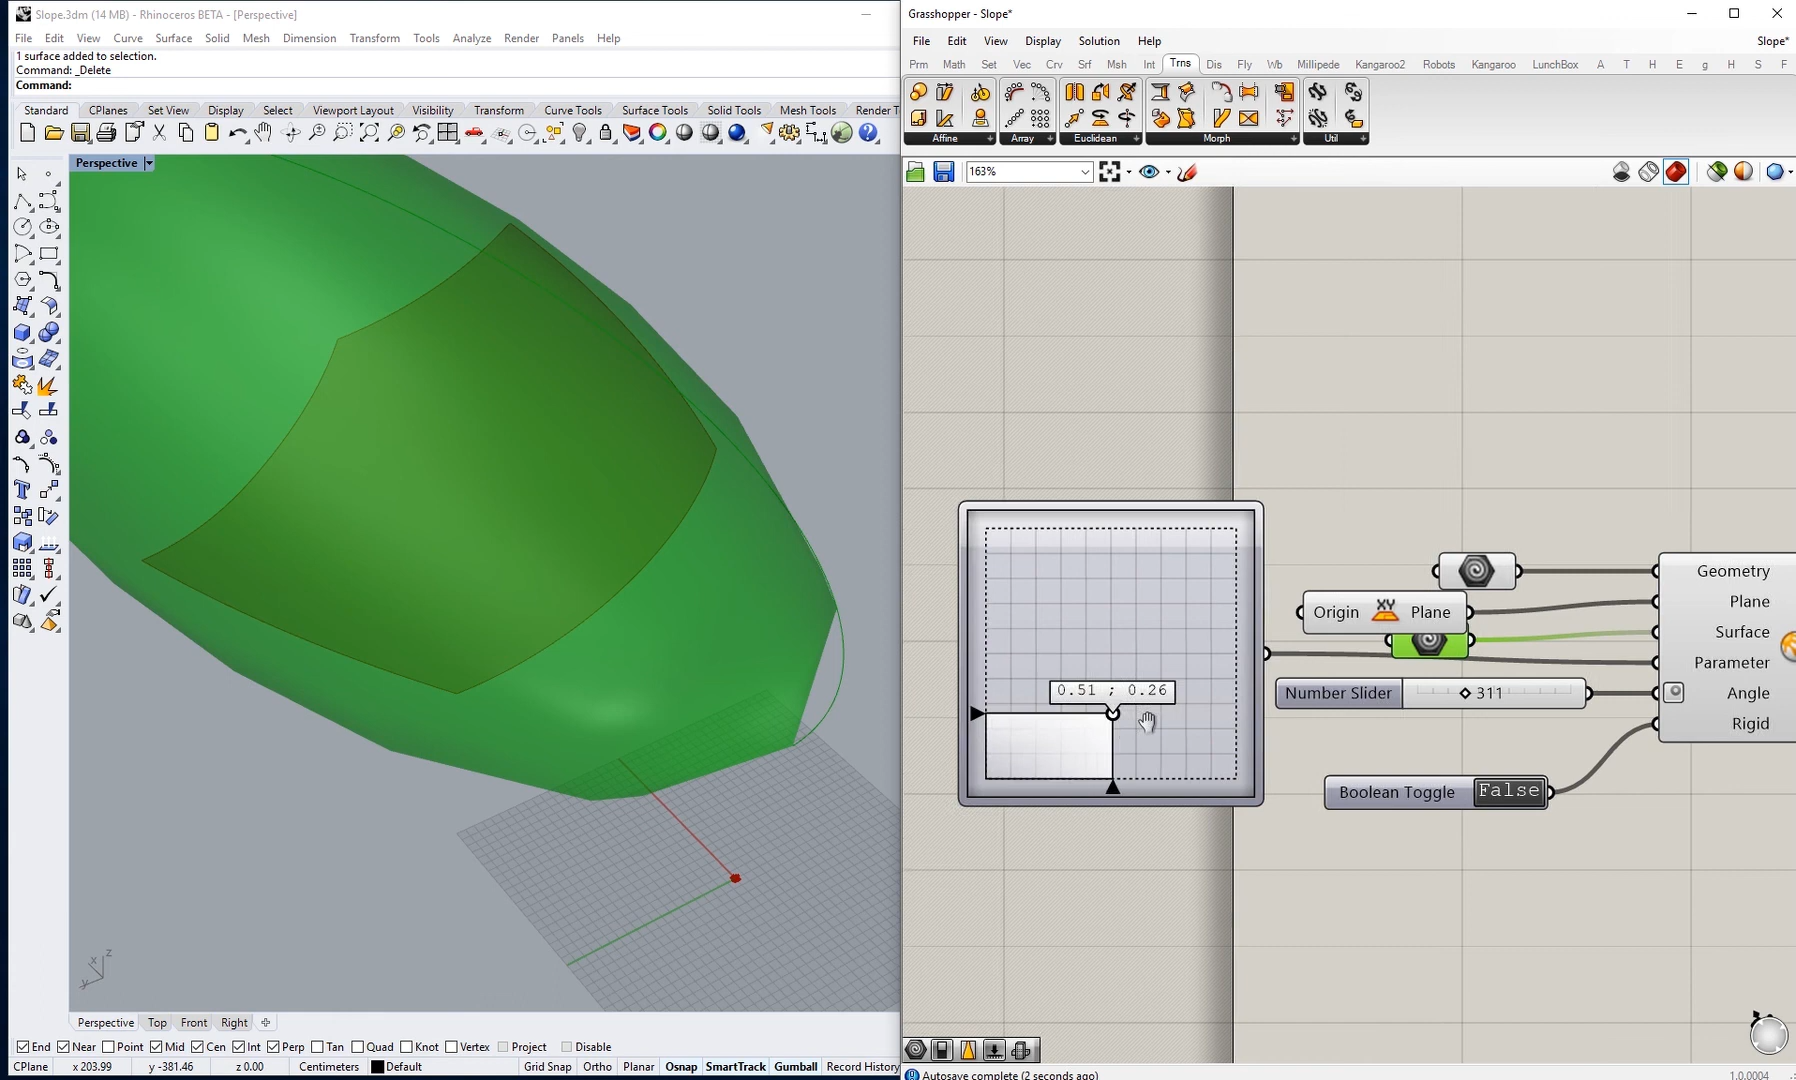 Slope.3dm (14 MB) - Rhinoceros BETA - [Perspective]
File Edit View Curve Surface Solid Mesh Dimension Transform Tools Analyze Render Panels Help
1 surface added to selection.
Command: _Delete
Command:
Standard CPlanes Set View Display Select Viewport Layout Visibility Transform Curve Tools Surface Tools Solid Tools Mesh Tools Render T
Perspective
z
x
y
Perspective Top Front Right
End Near Point Mid Cen Int Perp Tan Quad Knot Vertex Project Disable
CPlane x 203.99 y -381.46 z 0.00 Centimeters Default Grid Snap Ortho Planar Osnap SmartTrack Gumball Record History
Grasshopper - Slope*
File Edit View Display Solution Help Slope*
Prm Math Set Vec Crv Srf Msh Int Trns Dis Fly Wb Millipede Kangaroo2 Robots Kangaroo LunchBox A T H E g H S F
Affine Array Euclidean Morph Util
163%
0.51 ; 0.26
Origin XY Plane
Number Slider 311
Boolean Toggle False
Geometry
Plane
Surface
Parameter
Angle
Rigid
Autosave complete (2 seconds ago) 1.0.0004